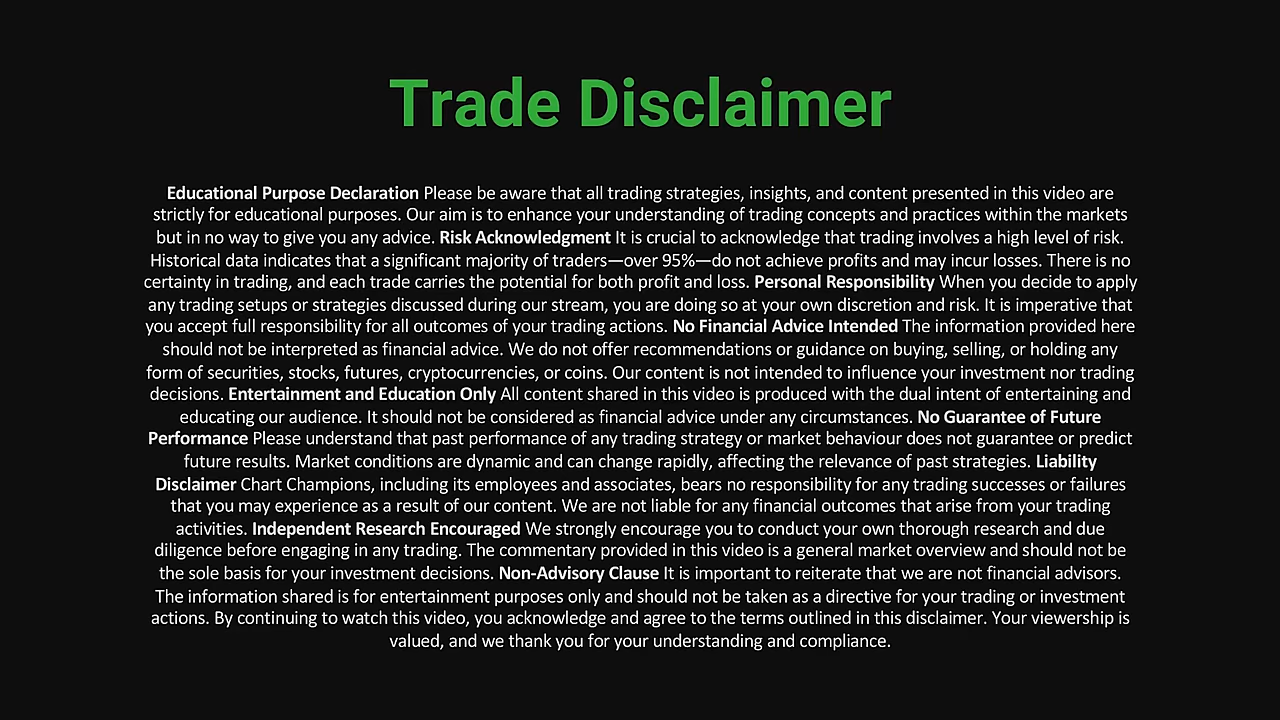 Trade Disclaimer
Educational Purpose Declaration Please be aware that all trading strategies, insights, and content presented in this video are
strictly for educational purposes. Our aim is to enhance your understanding of trading concepts and practices within the markets
but in no way to give you any advice. Risk Acknowledgment It is crucial to acknowledge that trading involves a high level of risk.
Historical data indicates that a significant majority of traders—over 95%—do not achieve profits and may incur losses. There is no
certainty in trading, and each trade carries the potential for both profit and loss. Personal Responsibility When you decide to apply
any trading setups or strategies discussed during our stream, you are doing so at your own discretion and risk. It is imperative that
you accept full responsibility for all outcomes of your trading actions. No Financial Advice Intended The information provided here
should not be interpreted as financial advice. We do not offer recommendations or guidance on buying, selling, or holding any
form of securities, stocks, futures, cryptocurrencies, or coins. Our content is not intended to influence your investment nor trading
decisions. Entertainment and Education Only All content shared in this video is produced with the dual intent of entertaining and
educating our audience. It should not be considered as financial advice under any circumstances. No Guarantee of Future
Performance Please understand that past performance of any trading strategy or market behaviour does not guarantee or predict
future results. Market conditions are dynamic and can change rapidly, affecting the relevance of past strategies. Liability
Disclaimer Chart Champions, including its employees and associates, bears no responsibility for any trading successes or failures
that you may experience as a result of our content. We are not liable for any financial outcomes that arise from your trading
activities. Independent Research Encouraged We strongly encourage you to conduct your own thorough research and due
diligence before engaging in any trading. The commentary provided in this video is a general market overview and should not be
the sole basis for your investment decisions. Non-Advisory Clause It is important to reiterate that we are not financial advisors.
The information shared is for entertainment purposes only and should not be taken as a directive for your trading or investment
actions. By continuing to watch this video, you acknowledge and agree to the terms outlined in this disclaimer. Your viewership is
valued, and we thank you for your understanding and compliance.